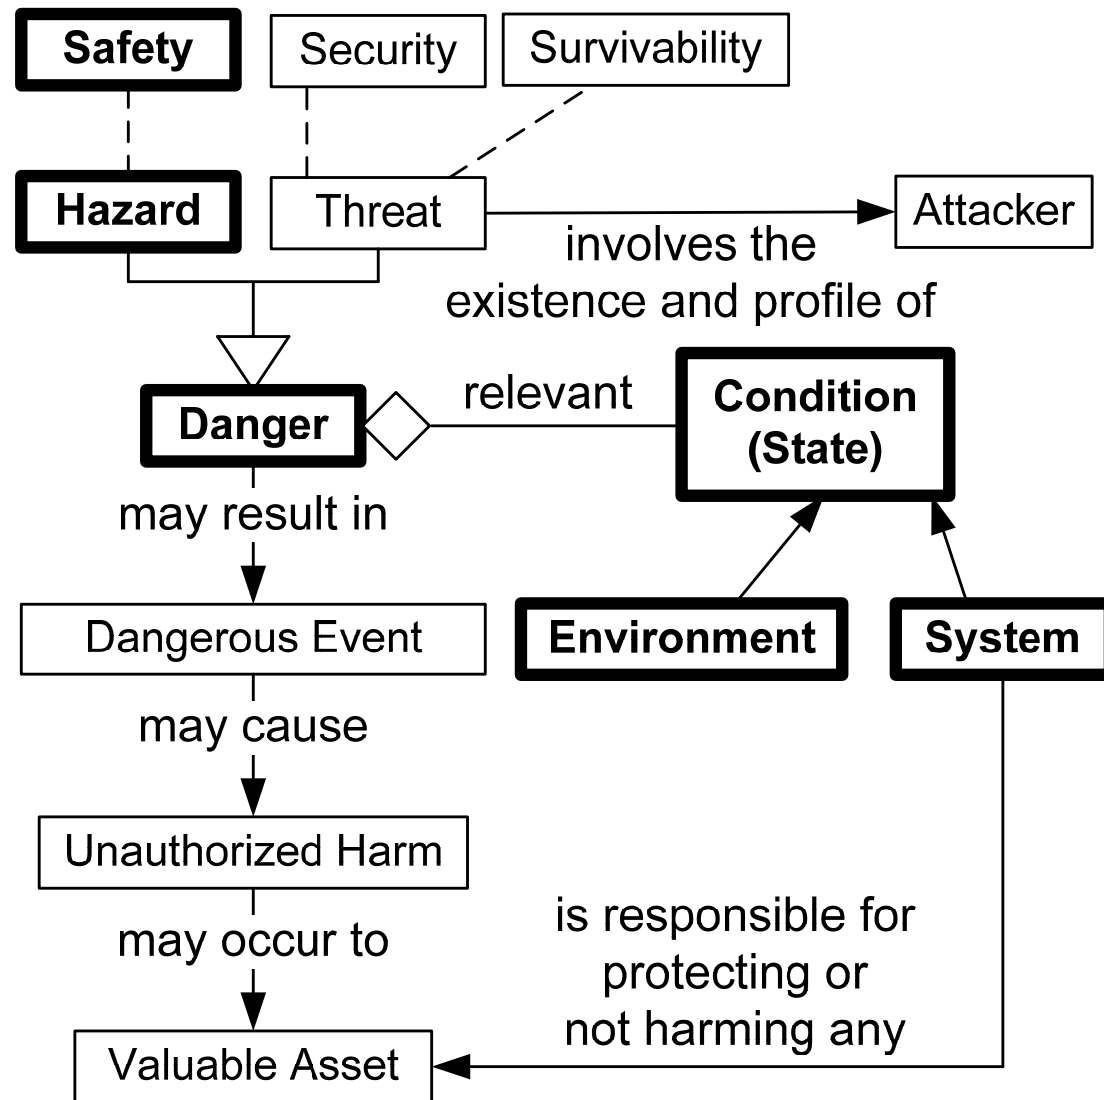 Safety
Security
Survivability
Hazard
Threat
Attacker
involves the
existence and profile of
Danger
relevant
Condition
(State)
may result in
Dangerous Event
Environment
System
may cause
Unauthorized Harm
may occur to
is responsible for
protecting or
not harming any
Valuable Asset